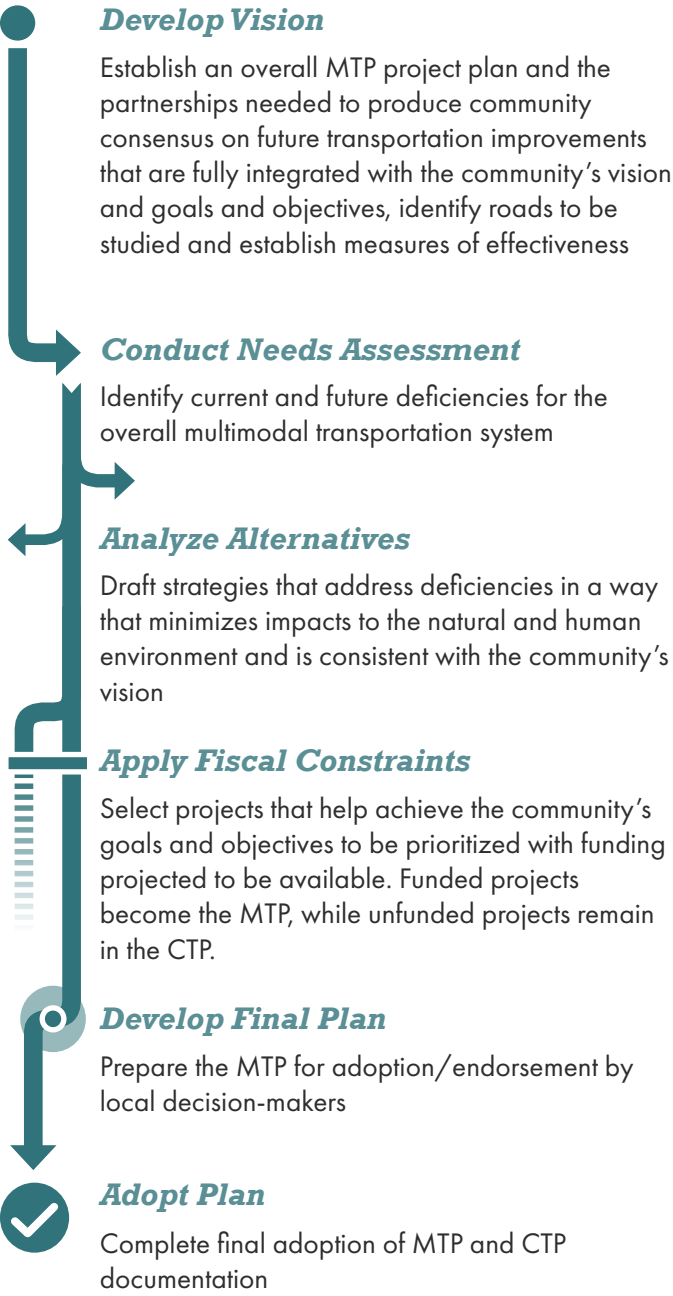 Develop Vision
Establish an overall MTP project plan and the
partnerships needed to produce community
consensus on future transportation improvements
that are fully integrated with the community’s vision
and goals and objectives, identify roads to be
studied and establish measures of effectiveness
Conduct Needs Assessment
Identify current and future deficiencies for the
overall multimodal transportation system
Analyze Alternatives
Draft strategies that address deficiencies in a way
that minimizes impacts to the natural and human
environment and is consistent with the community’s
vision
Apply Fiscal Constraints
Select projects that help achieve the community’s
goals and objectives to be prioritized with funding
projected to be available. Funded projects
become the MTP, while unfunded projects remain
in the CTP.
Develop Final Plan
Prepare the MTP for adoption/endorsement by
local decision-makers
Adopt Plan
Complete final adoption of MTP and CTP
documentation